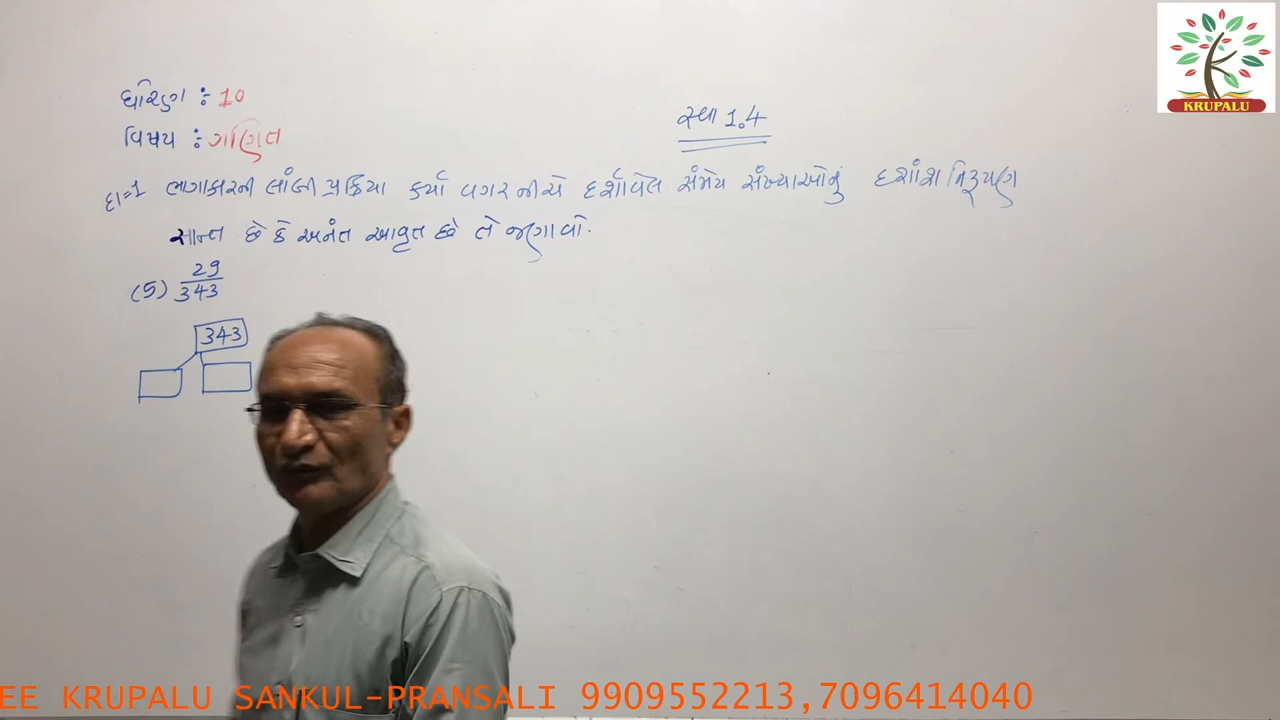 KRUPALU
ધોરણ : 10
વિષય : ગણિત
સ્વા 1.4
દા=1 ભાગાકારની લાંબી પ્રક્રિયા કર્યા વગર નીચે દર્શાવેલ સંમેય સંખ્યાઓનું દશાંશ નિરૂપણ
સાન્ત છે કે અનંત આવૃત છે તે જણાવો.
(5) 29/343
343
EE KRUPALU SANKUL-PRANSALI 9909552213,7096414040